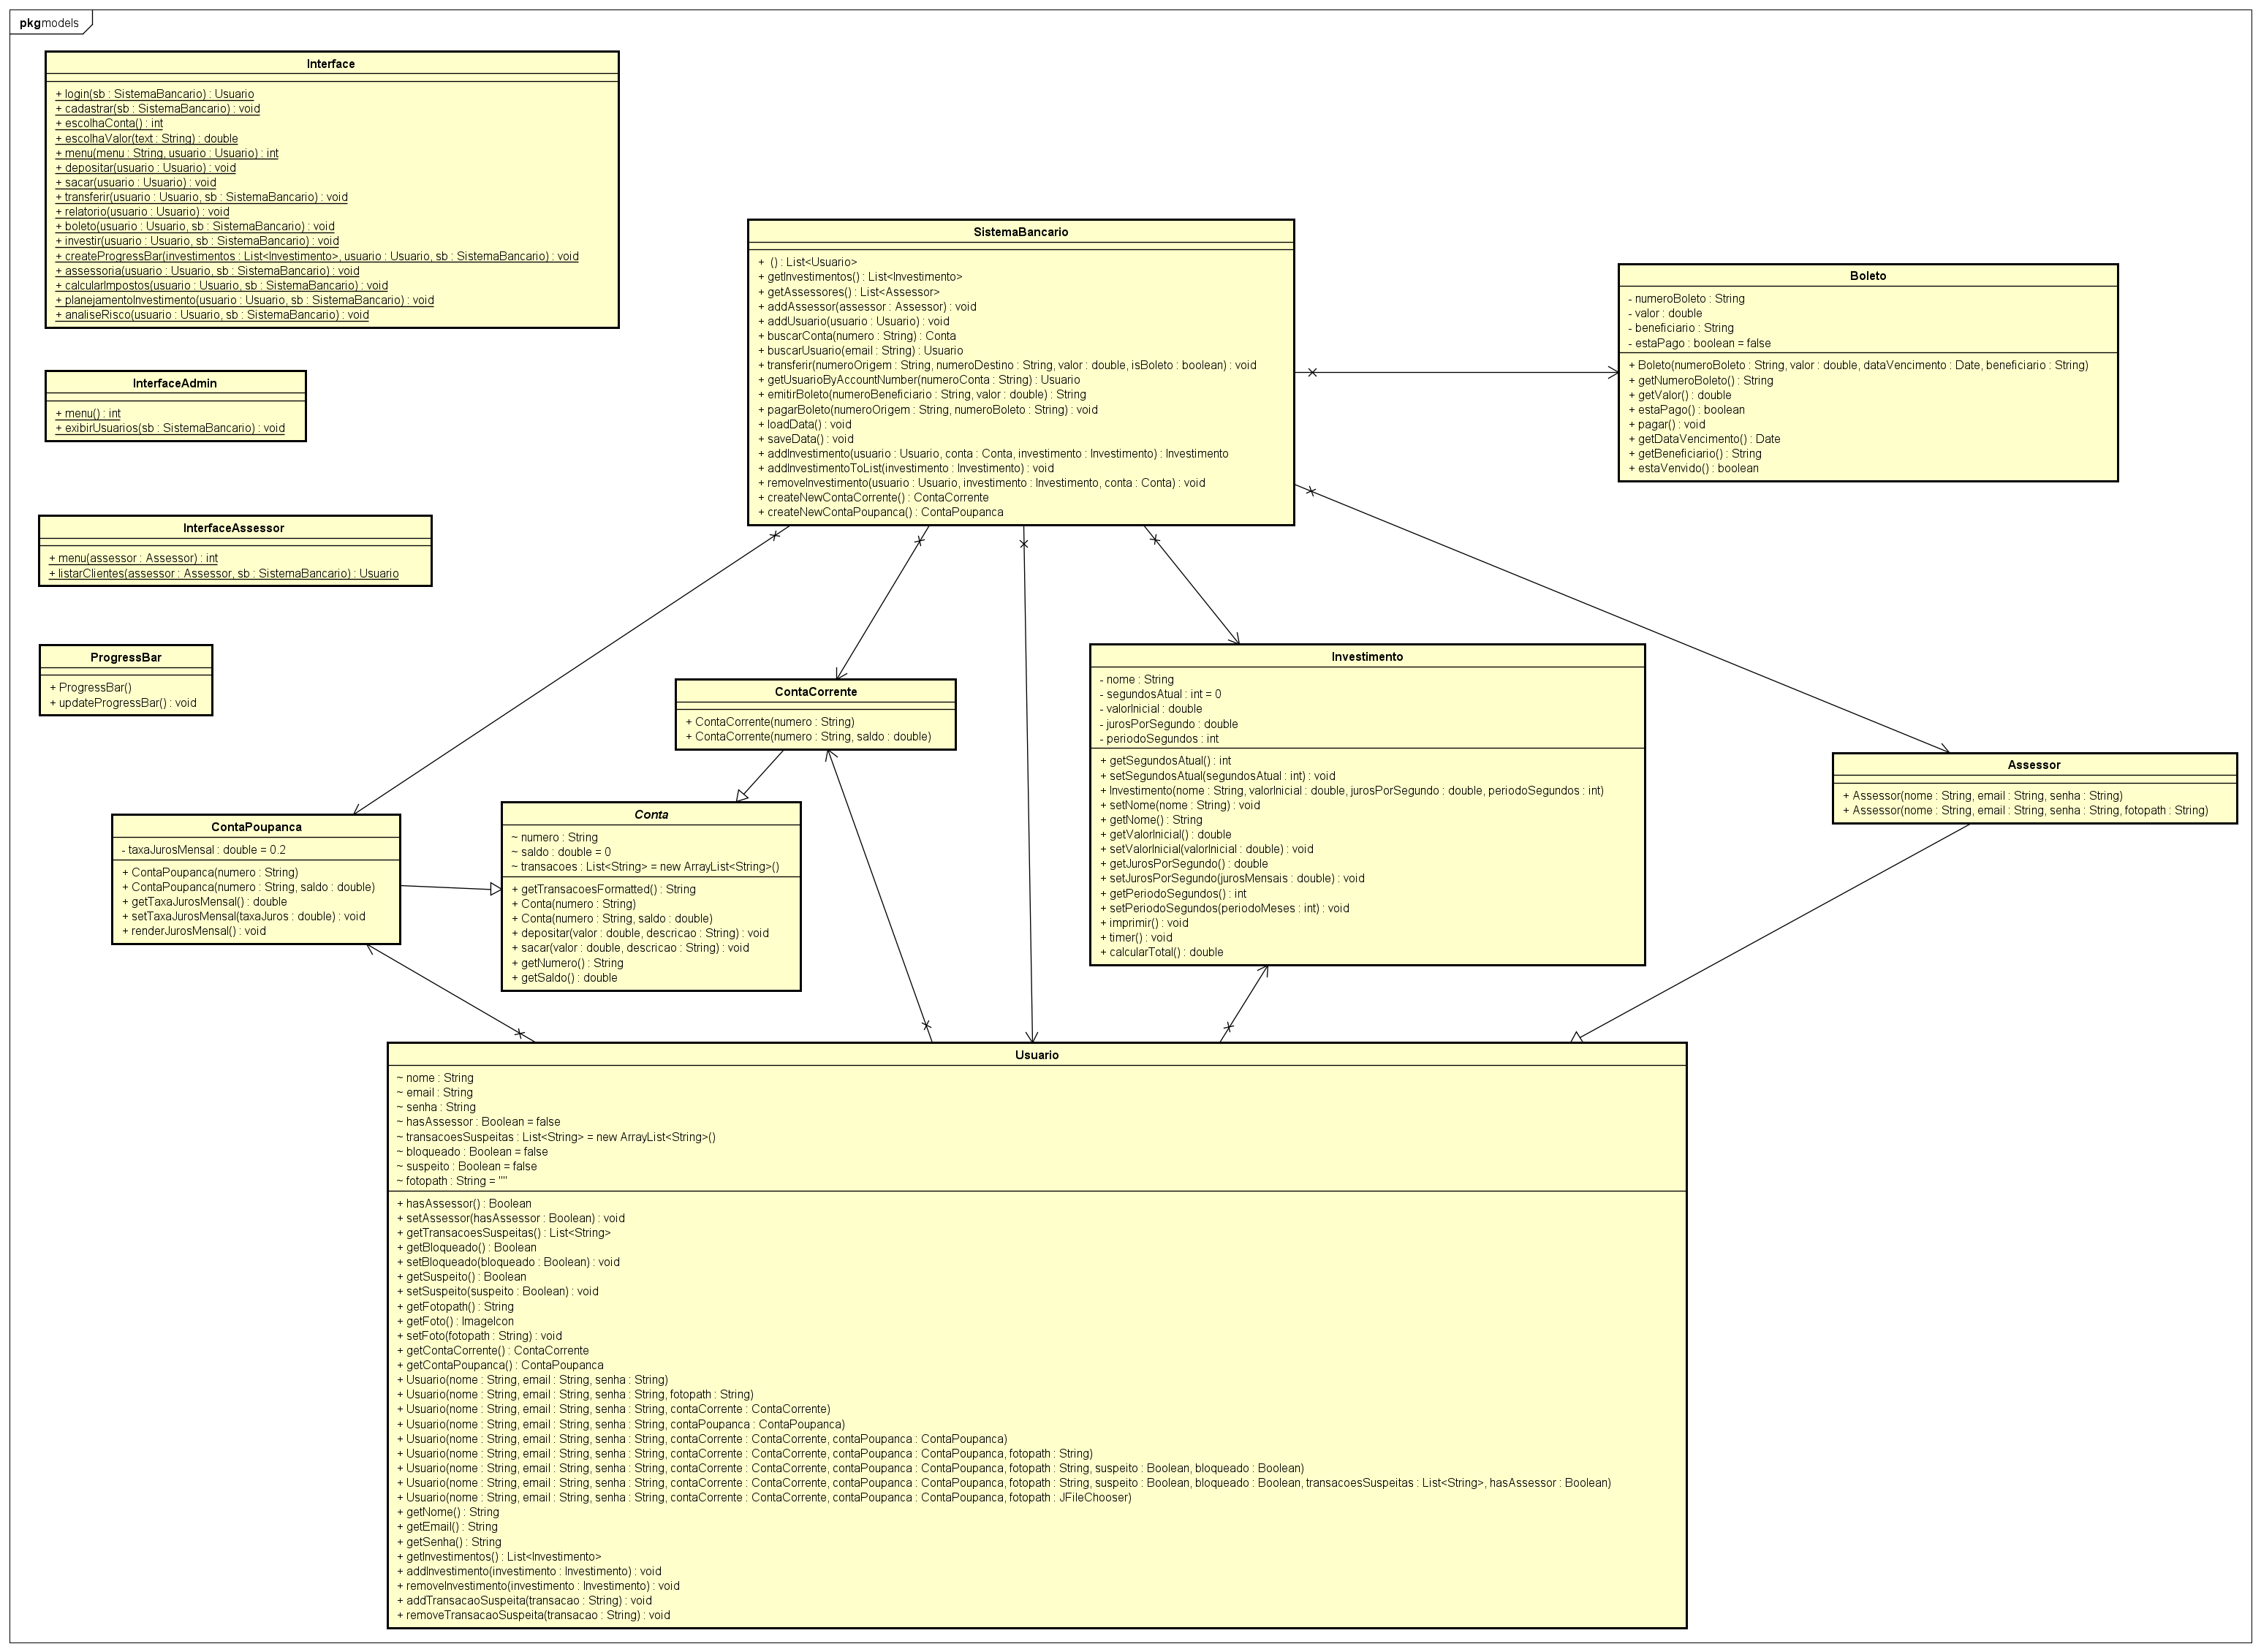 pkg models
Interface
+ login(sb : SistemaBancario) : Usuario
+ cadastrar(sb : SistemaBancario) : void
+ escolhaConta() : int
+ escolhaValor(text : String) : double
+ menu(menu : String, usuario : Usuario) : int
+ depositar(usuario : Usuario) : void
+ sacar(usuario : Usuario) : void
+ transferir(usuario : Usuario, sb : SistemaBancario) : void
+ relatorio(usuario : Usuario) : void
+ boleto(usuario : Usuario, sb : SistemaBancario) : void
+ investir(usuario : Usuario, sb : SistemaBancario) : void
+ createProgressBar(investimentos : List<Investimento>, usuario : Usuario, sb : SistemaBancario) : void
+ assessoria(usuario : Usuario, sb : SistemaBancario) : void
+ calcularImpostos(usuario : Usuario, sb : SistemaBancario) : void
+ planejamentoInvestimento(usuario : Usuario, sb : SistemaBancario) : void
+ analiseRisco(usuario : Usuario, sb : SistemaBancario) : void
InterfaceAdmin
+ menu() : int
+ exibirUsuarios(sb : SistemaBancario) : void
InterfaceAssessor
+ menu(assessor : Assessor) : int
+ listarClientes(assessor : Assessor, sb : SistemaBancario) : Usuario
ProgressBar
+ ProgressBar()
+ updateProgressBar() : void
SistemaBancario
+ () : List<Usuario>
+ getInvestimentos() : List<Investimento>
+ getAssessores() : List<Assessor>
+ addAssessor(assessor : Assessor) : void
+ addUsuario(usuario : Usuario) : void
+ buscarConta(numero : String) : Conta
+ buscarUsuario(email : String) : Usuario
+ transferir(numeroOrigem : String, numeroDestino : String, valor : double, isBoleto : boolean) : void
+ getUsuarioByAccountNumber(numeroConta : String) : Usuario
+ emitirBoleto(numeroBeneficiario : String, valor : double) : String
+ pagarBoleto(numeroOrigem : String, numeroBoleto : String) : void
+ loadData() : void
+ saveData() : void
+ addInvestimento(usuario : Usuario, conta : Conta, investimento : Investimento) : Investimento
+ addInvestimentoToList(investimento : Investimento) : void
+ removeInvestimento(usuario : Usuario, investimento : Investimento, conta : Conta) : void
+ createNewContaCorrente() : ContaCorrente
+ createNewContaPoupanca() : ContaPoupanca
Boleto
- numeroBoleto : String
- valor : double
- beneficiario : String
- estaPago : boolean = false
+ Boleto(numeroBoleto : String, valor : double, dataVencimento : Date, beneficiario : String)
+ getNumeroBoleto() : String
+ getValor() : double
+ estaPago() : boolean
+ pagar() : void
+ getDataVencimento() : Date
+ getBeneficiario() : String
+ estaVenvido() : boolean
ContaCorrente
+ ContaCorrente(numero : String)
+ ContaCorrente(numero : String, saldo : double)
Investimento
- nome : String
- segundosAtual : int = 0
- valorInicial : double
- jurosPorSegundo : double
- periodoSegundos : int
+ getSegundosAtual() : int
+ setSegundosAtual(segundosAtual : int) : void
+ Investimento(nome : String, valorInicial : double, jurosPorSegundo : double, periodoSegundos : int)
+ setNome(nome : String) : void
+ getNome() : String
+ getValorInicial() : double
+ setValorInicial(valorInicial : double) : void
+ getJurosPorSegundo() : double
+ setJurosPorSegundo(jurosMensais : double) : void
+ getPeriodoSegundos() : int
+ setPeriodoSegundos(periodoMeses : int) : void
+ imprimir() : void
+ timer() : void
+ calcularTotal() : double
Assessor
+ Assessor(nome : String, email : String, senha : String)
+ Assessor(nome : String, email : String, senha : String, fotopath : String)
ContaPoupanca
- taxaJurosMensal : double = 0.2
+ ContaPoupanca(numero : String)
+ ContaPoupanca(numero : String, saldo : double)
+ getTaxaJurosMensal() : double
+ setTaxaJurosMensal(taxaJuros : double) : void
+ renderJurosMensal() : void
Conta
~ numero : String
~ saldo : double = 0
~ transacoes : List<String> = new ArrayList<String>()
+ getTransacoesFormatted() : String
+ Conta(numero : String)
+ Conta(numero : String, saldo : double)
+ depositar(valor : double, descricao : String) : void
+ sacar(valor : double, descricao : String) : void
+ getNumero() : String
+ getSaldo() : double
Usuario
~ nome : String
~ email : String
~ senha : String
~ hasAssessor : Boolean = false
~ transacoesSuspeitas : List<String> = new ArrayList<String>()
~ bloqueado : Boolean = false
~ suspeito : Boolean = false
~ fotopath : String = ""
+ hasAssessor() : Boolean
+ setAssessor(hasAssessor : Boolean) : void
+ getTransacoesSuspeitas() : List<String>
+ getBloqueado() : Boolean
+ setBloqueado(bloqueado : Boolean) : void
+ getSuspeito() : Boolean
+ setSuspeito(suspeito : Boolean) : void
+ getFotopath() : String
+ getFoto() : ImageIcon
+ setFoto(fotopath : String) : void
+ getContaCorrente() : ContaCorrente
+ getContaPoupanca() : ContaPoupanca
+ Usuario(nome : String, email : String, senha : String)
+ Usuario(nome : String, email : String, senha : String, fotopath : String)
+ Usuario(nome : String, email : String, senha : String, contaCorrente : ContaCorrente)
+ Usuario(nome : String, email : String, senha : String, contaPoupanca : ContaPoupanca)
+ Usuario(nome : String, email : String, senha : String, contaCorrente : ContaCorrente, contaPoupanca : ContaPoupanca)
+ Usuario(nome : String, email : String, senha : String, contaCorrente : ContaCorrente, contaPoupanca : ContaPoupanca, fotopath : String)
+ Usuario(nome : String, email : String, senha : String, contaCorrente : ContaCorrente, contaPoupanca : ContaPoupanca, fotopath : String, suspeito : Boolean, bloqueado : Boolean)
+ Usuario(nome : String, email : String, senha : String, contaCorrente : ContaCorrente, contaPoupanca : ContaPoupanca, fotopath : String, suspeito : Boolean, bloqueado : Boolean, transacoesSuspeitas : List<String>, hasAssessor : Boolean)
+ Usuario(nome : String, email : String, senha : String, contaCorrente : ContaCorrente, contaPoupanca : ContaPoupanca, fotopath : JFileChooser)
+ getNome() : String
+ getEmail() : String
+ getSenha() : String
+ getInvestimentos() : List<Investimento>
+ addInvestimento(investimento : Investimento) : void
+ removeInvestimento(investimento : Investimento) : void
+ addTransacaoSuspeita(transacao : String) : void
+ removeTransacaoSuspeita(transacao : String) : void